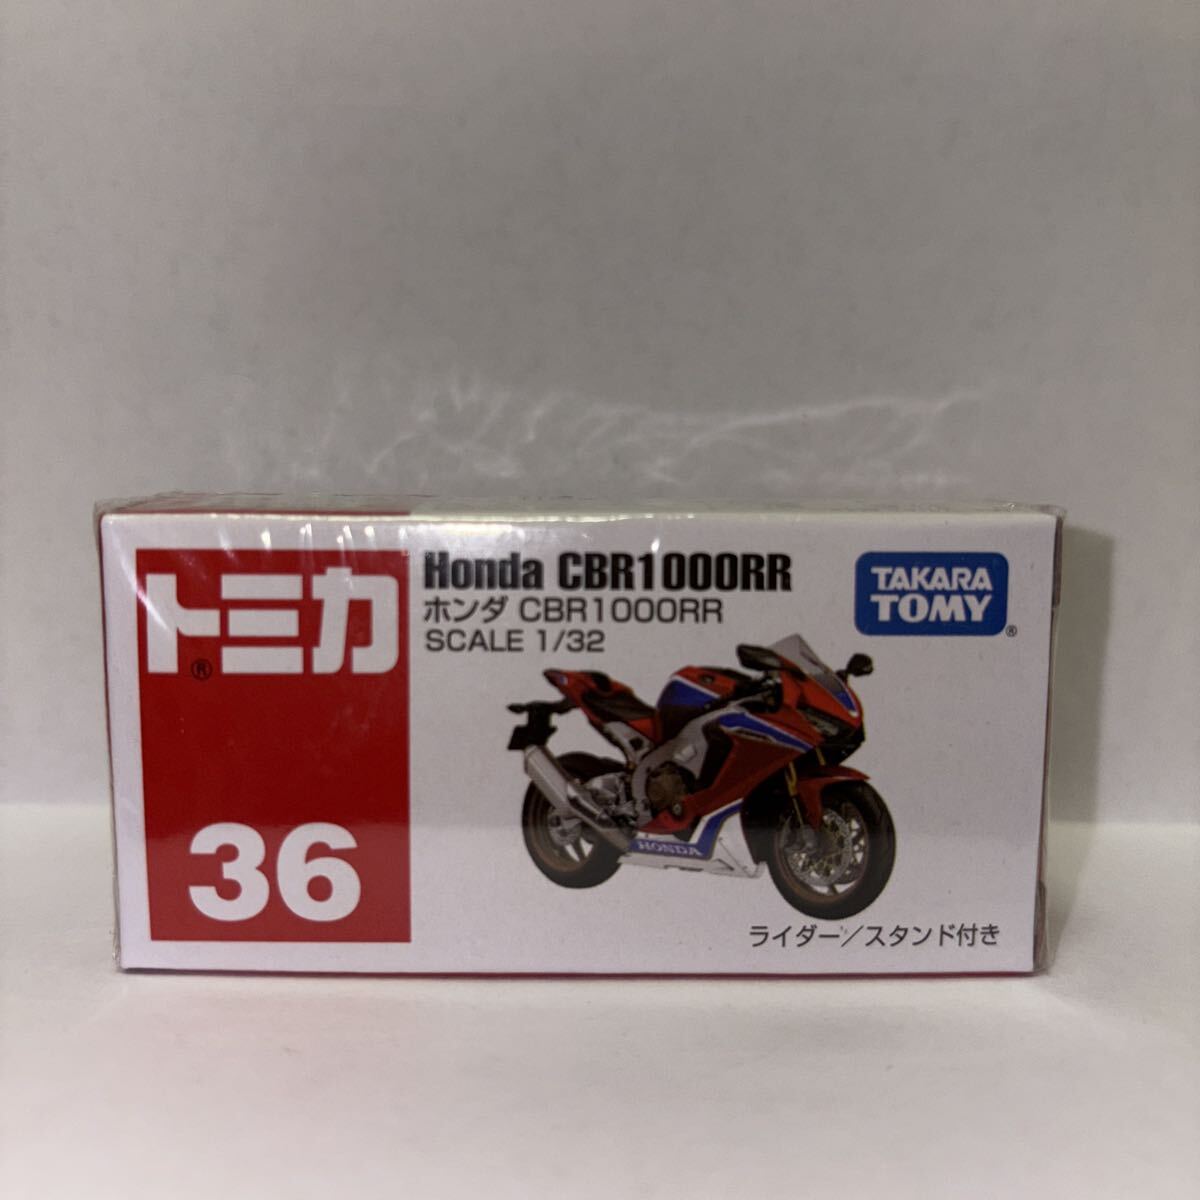 トミカ®
36
Honda CBR1000RR
ホンダ CBR1000RR
SCALE 1/32
TAKARA
TOMY®
HONDA
ライダー/スタンド付き